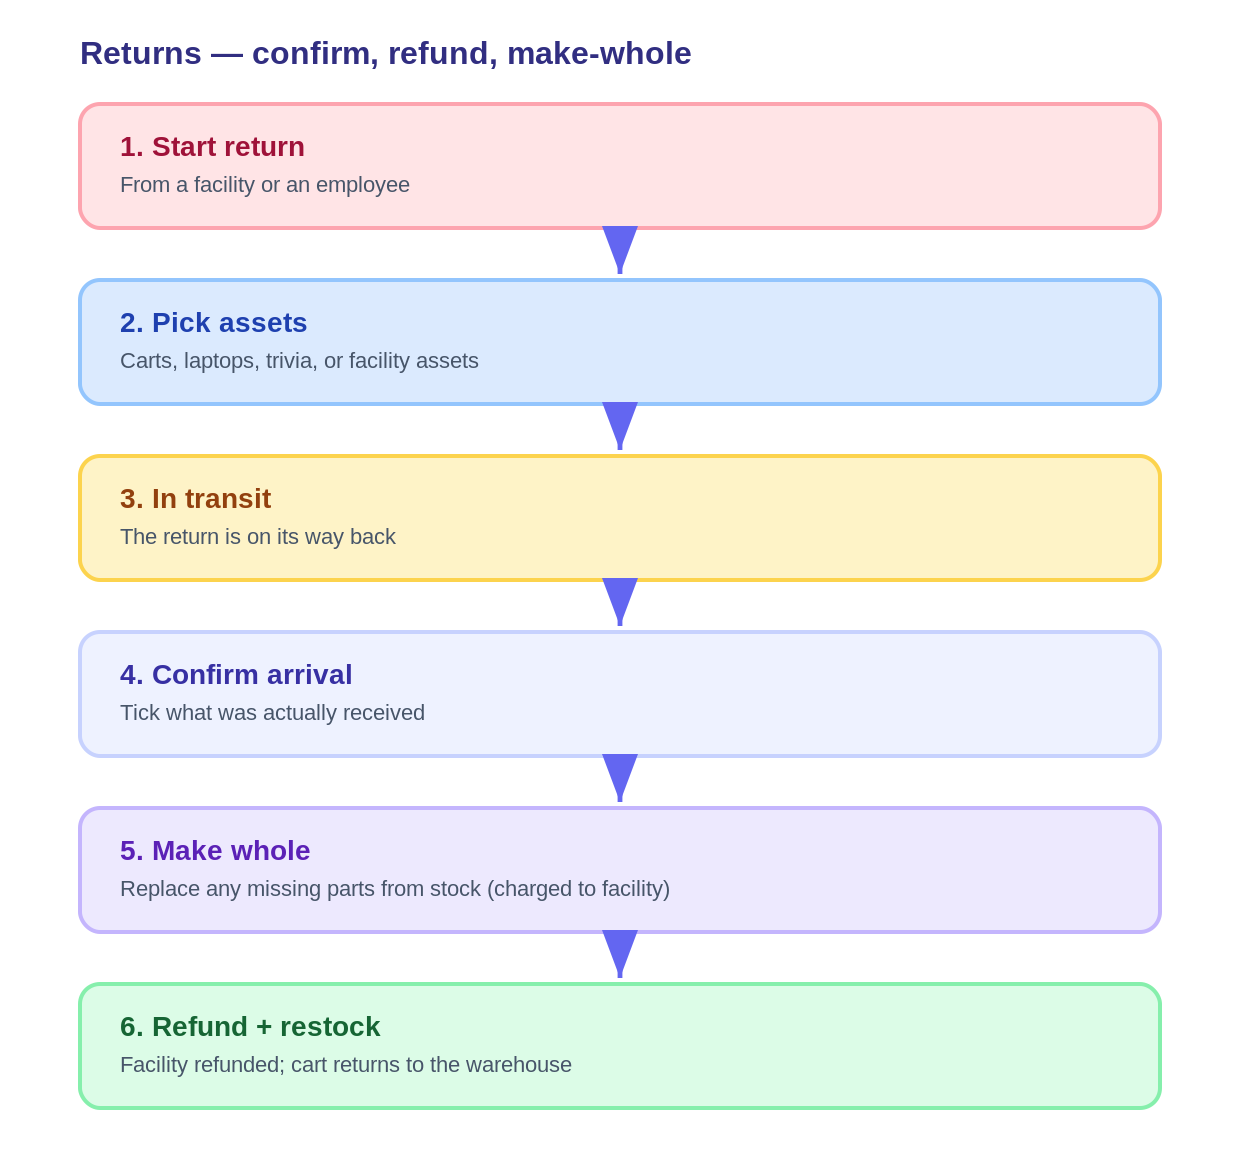 Returns — confirm, refund, make-whole
1. Start return
From a facility or an employee
2. Pick assets
Carts, laptops, trivia, or facility assets
3. In transit
The return is on its way back
4. Confirm arrival
Tick what was actually received
5. Make whole
Replace any missing parts from stock (charged to facility)
6. Refund + restock
Facility refunded; cart returns to the warehouse